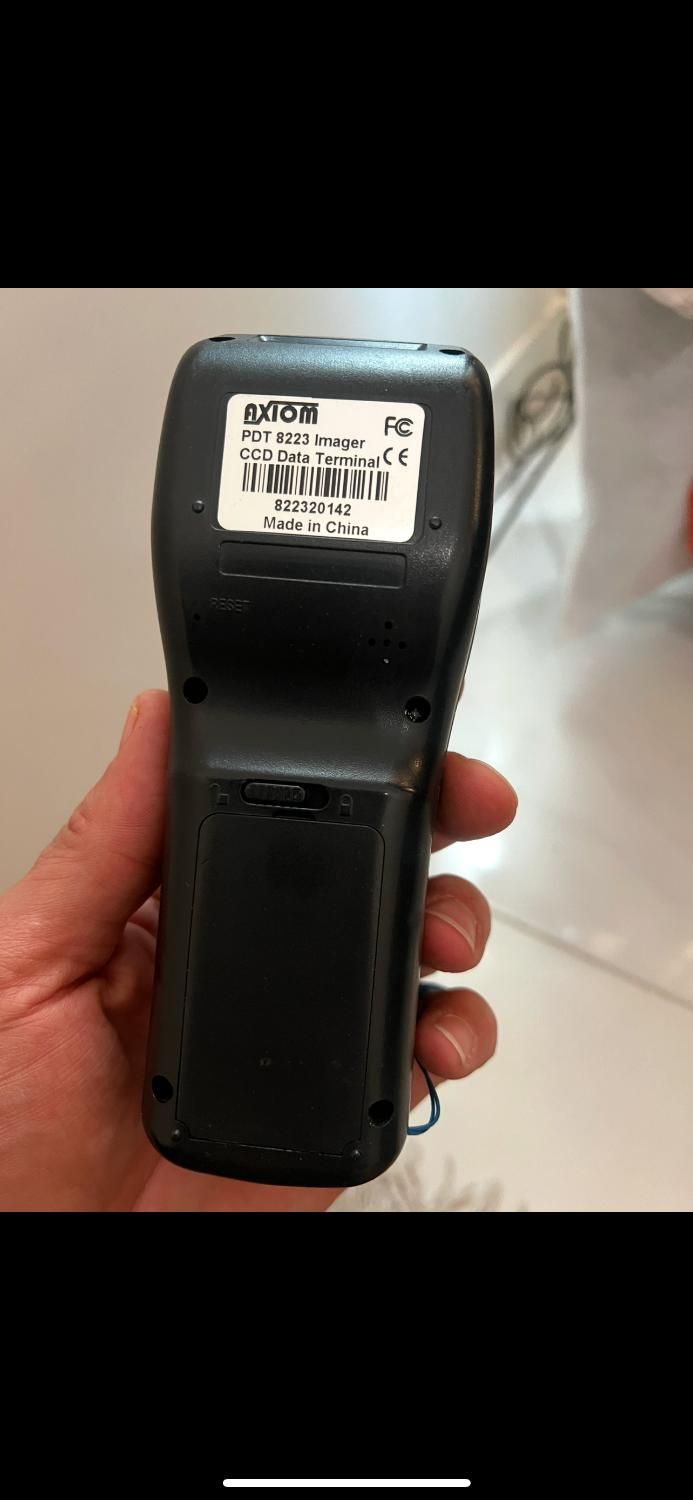 AXIOM
FC
PDT 8223 Imager
CCD Data Terminal CE
822320142
Made in China
RESET